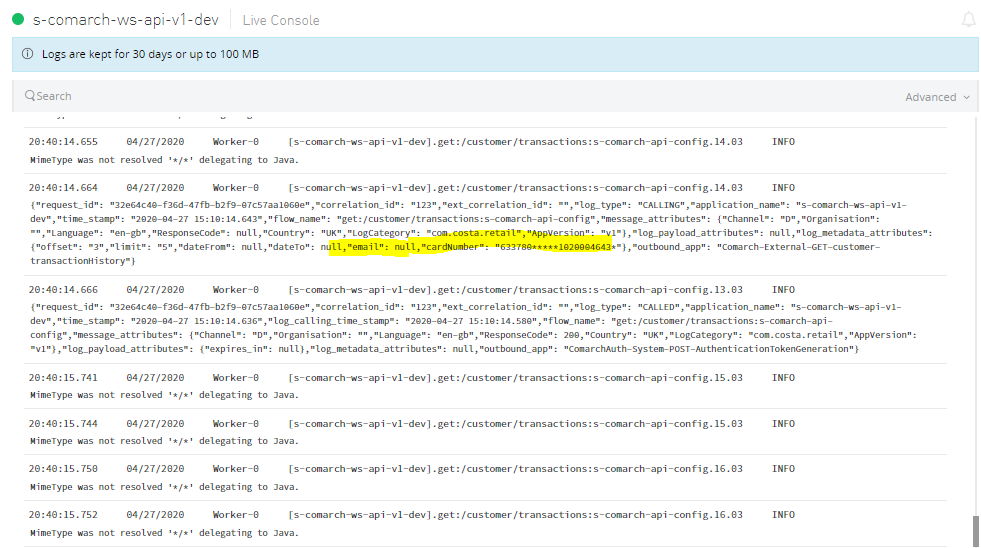 s-comarch-ws-api-v1-dev Live Console
Logs are kept for 30 days or up to 100 MB
Search Advanced
20:40:14.655 04/27/2020 Worker-0 [s-comarch-ws-api-v1-dev].get:/customer/transactions:s-comarch-api-config.14.03 INFO
MimeType was not resolved '*/*' delegating to Java.
20:40:14.664 04/27/2020 Worker-0 [s-comarch-ws-api-v1-dev].get:/customer/transactions:s-comarch-api-config.14.03 INFO
{"request_id": "32e64c40-f36d-47fb-b2f9-07c57aa1060e","correlation_id": "123","ext_correlation_id": "","log_type": "CALLING","application_name": "s-comarch-ws-api-v1-
dev","time_stamp": "2020-04-27 15:10:14.643","flow_name": "get:/customer/transactions:s-comarch-api-config","message_attributes": {"Channel": "D","Organisation":
"","Language": "en-gb","ResponseCode": null,"Country": "UK","LogCategory": "com.costa.retail","AppVersion": "v1"},"log_payload_attributes": null,"log_metadata_attributes":
{"offset": "3","limit": "5","dateFrom": null,"dateTo": null,"email": null,"cardNumber": "633780*****1020004643*"},"outbound_app": "Comarch-External-GET-customer-
transactionHistory"}
20:40:14.666 04/27/2020 Worker-0 [s-comarch-ws-api-v1-dev].get:/customer/transactions:s-comarch-api-config.13.03 INFO
{"request_id": "32e64c40-f36d-47fb-b2f9-07c57aa1060e","correlation_id": "123","ext_correlation_id": "","log_type": "CALLED","application_name": "s-comarch-ws-api-v1-
dev","time_stamp": "2020-04-27 15:10:14.636","log_calling_time_stamp": "2020-04-27 15:10:14.580","flow_name": "get:/customer/transactions:s-comarch-api-
config","message_attributes": {"Channel": "D","Organisation": "","Language": "en-gb","ResponseCode": 200,"Country": "UK","LogCategory": "com.costa.retail","AppVersion":
"v1"},"log_payload_attributes": {"expires_in": null},"log_metadata_attributes": null,"outbound_app": "ComarchAuth-System-POST-AuthenticationTokenGeneration"}
20:40:15.741 04/27/2020 Worker-0 [s-comarch-ws-api-v1-dev].get:/customer/transactions:s-comarch-api-config.15.03 INFO
MimeType was not resolved '*/*' delegating to Java.
20:40:15.744 04/27/2020 Worker-0 [s-comarch-ws-api-v1-dev].get:/customer/transactions:s-comarch-api-config.15.03 INFO
MimeType was not resolved '*/*' delegating to Java.
20:40:15.750 04/27/2020 Worker-0 [s-comarch-ws-api-v1-dev].get:/customer/transactions:s-comarch-api-config.16.03 INFO
MimeType was not resolved '*/*' delegating to Java.
20:40:15.752 04/27/2020 Worker-0 [s-comarch-ws-api-v1-dev].get:/customer/transactions:s-comarch-api-config.16.03 INFO
MimeType was not resolved '*/*' delegating to Java.